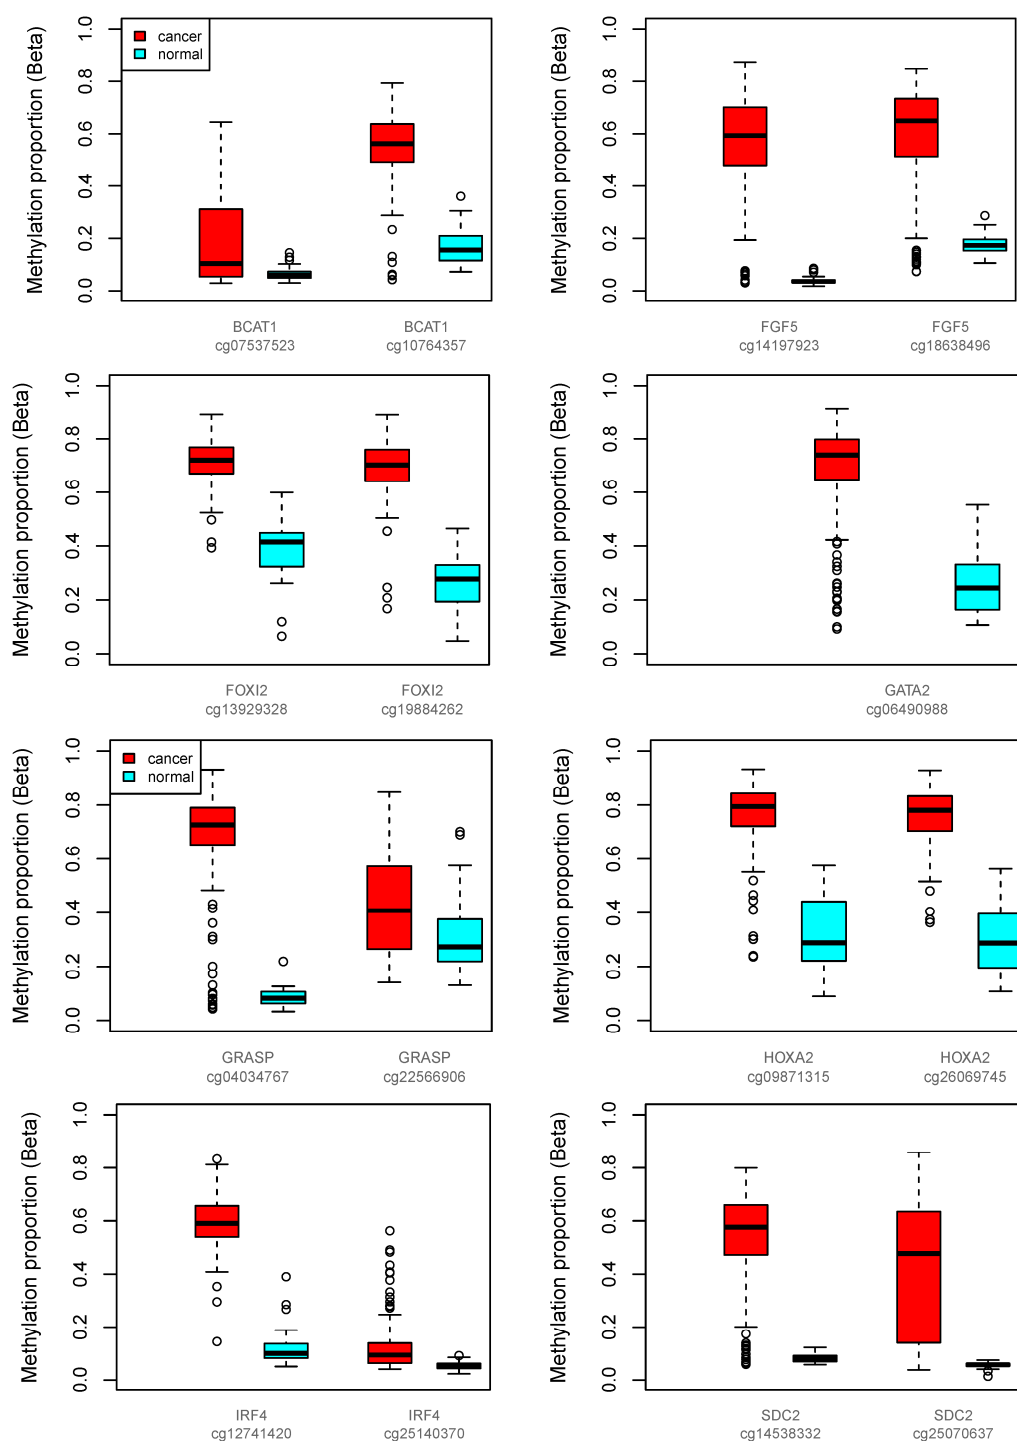 Methylation proportion (Beta)
1.0
0.8
0.6
0.4
0.2
0.0
cancer
normal
BCAT1
cg07537523
BCAT1
cg10764357
Methylation proportion (Beta)
1.0
0.8
0.6
0.4
0.2
0.0
FGF5
cg14197923
FGF5
cg18638496
Methylation proportion (Beta)
1.0
0.8
0.6
0.4
0.2
0.0
FOXI2
cg13929328
FOXI2
cg19884262
Methylation proportion (Beta)
1.0
0.8
0.6
0.4
0.2
0.0
GATA2
cg06490988
Methylation proportion (Beta)
1.0
0.8
0.6
0.4
0.2
0.0
cancer
normal
GRASP
cg04034767
GRASP
cg22566906
Methylation proportion (Beta)
1.0
0.8
0.6
0.4
0.2
0.0
HOXA2
cg09871315
HOXA2
cg26069745
Methylation proportion (Beta)
1.0
0.8
0.6
0.4
0.2
0.0
IRF4
cg12741420
IRF4
cg25140370
Methylation proportion (Beta)
1.0
0.8
0.6
0.4
0.2
0.0
SDC2
cg14538332
SDC2
cg25070637